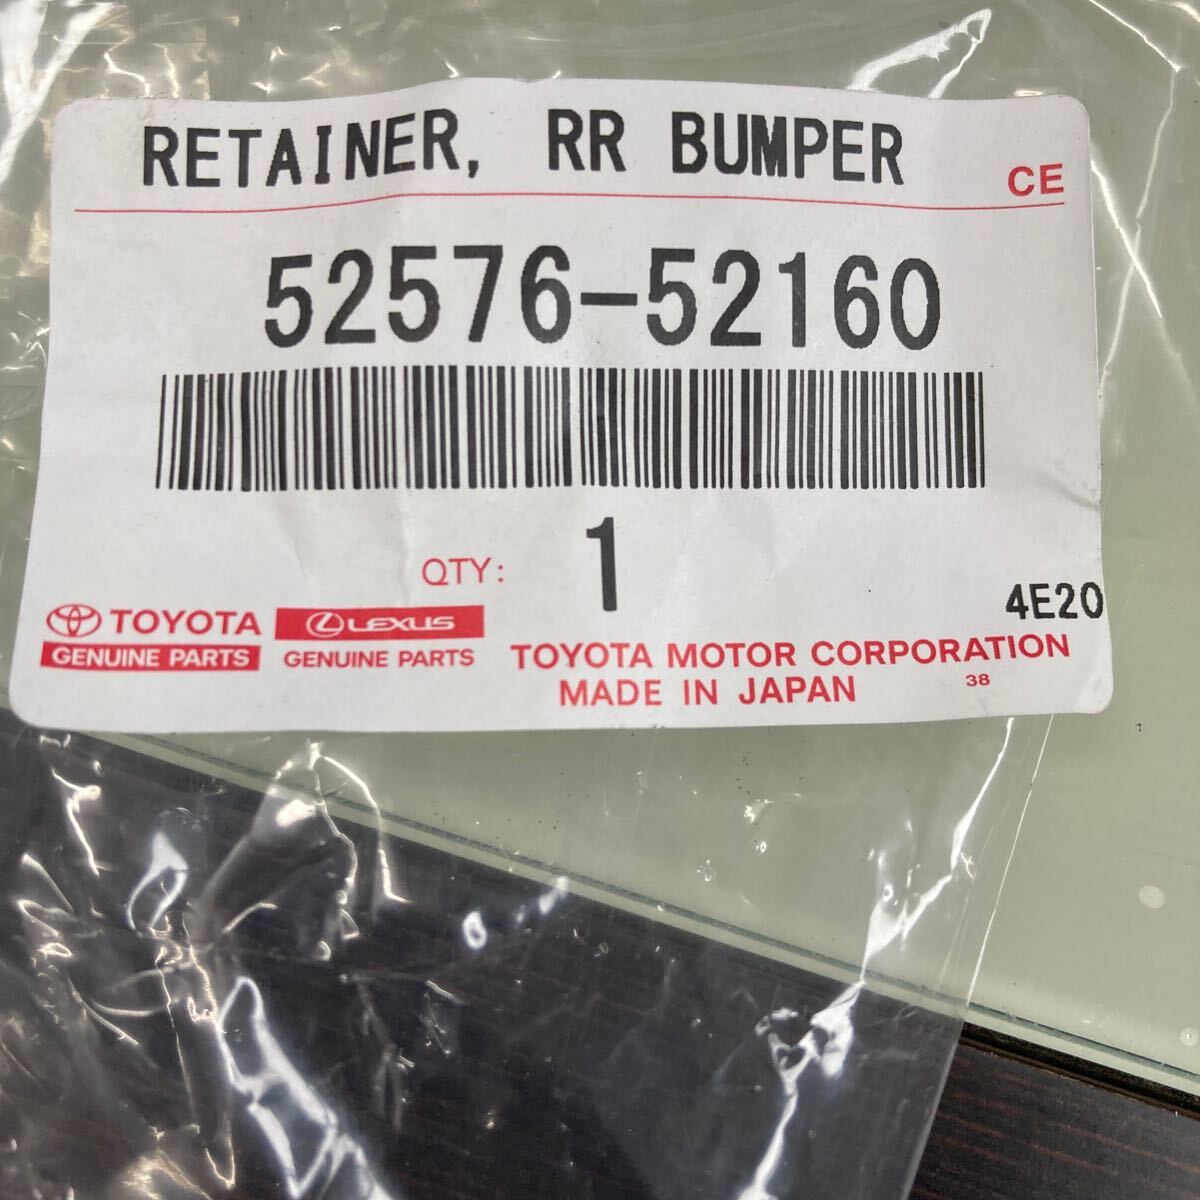 RETAINER, RR BUMPER
CE
52576-52160
QTY: 1
4E20
TOYOTA
GENUINE PARTS
LEXUS
GENUINE PARTS
TOYOTA MOTOR CORPORATION
MADE IN JAPAN
38